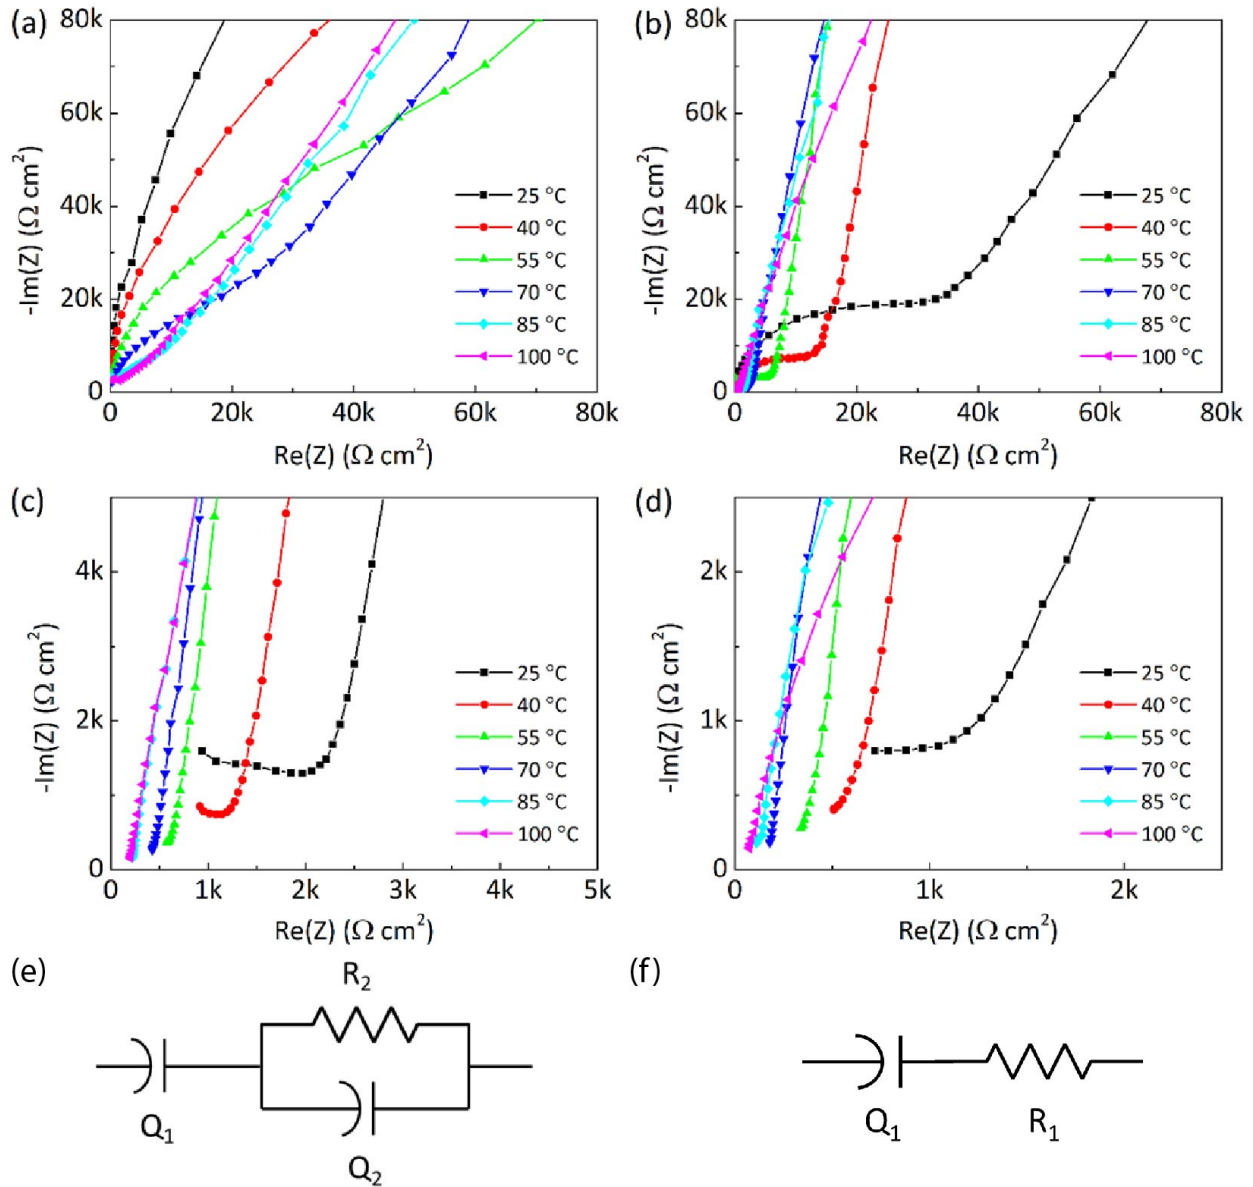 (a)
80k
60k
40k
20k
0
-Im(Z) (Ω cm²)
25 °C
40 °C
55 °C
70 °C
85 °C
100 °C
0 20k 40k 60k 80k
Re(Z) (Ω cm²)
(b)
80k
60k
40k
20k
0
-Im(Z) (Ω cm²)
25 °C
40 °C
55 °C
70 °C
85 °C
100 °C
0 20k 40k 60k 80k
Re(Z) (Ω cm²)
(c)
4k
2k
0
-Im(Z) (Ω cm²)
25 °C
40 °C
55 °C
70 °C
85 °C
100 °C
0 1k 2k 3k 4k 5k
Re(Z) (Ω cm²)
(d)
2k
1k
0
-Im(Z) (Ω cm²)
25 °C
40 °C
55 °C
70 °C
85 °C
100 °C
0 1k 2k
Re(Z) (Ω cm²)
(e)
R₂
Q₁
Q₂
(f)
Q₁ R₁